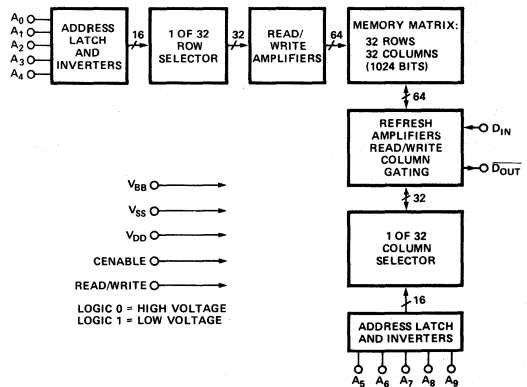 A0
A1
A2
A3
A4
ADDRESS
LATCH
AND
INVERTERS
16
1 OF 32
ROW
SELECTOR
32
READ/
WRITE
AMPLIFIERS
64
MEMORY MATRIX:
32 ROWS
32 COLUMNS
(1024 BITS)
64
REFRESH
AMPLIFIERS
READ/WRITE
COLUMN
GATING
DIN
DOUT
32
1 OF 32
COLUMN
SELECTOR
16
ADDRESS LATCH
AND INVERTERS
A5 A6 A7 A8 A9
VBB
VSS
VDD
CENABLE
READ/WRITE
LOGIC 0 = HIGH VOLTAGE
LOGIC 1 = LOW VOLTAGE